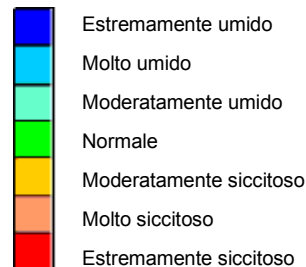 Estremamente umido
Molto umido
Moderatamente umido
Normale
Moderatamente siccitoso
Molto siccitoso
Estremamente siccitoso